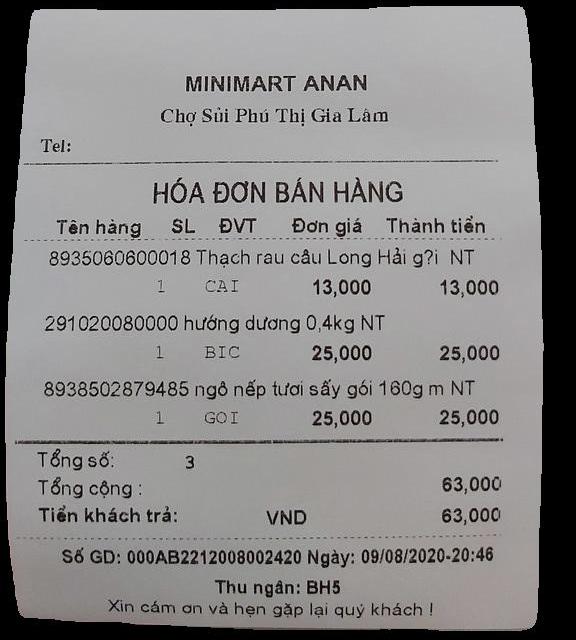 MINIMART ANAN
Chợ Sủi Phú Thị Gia Lâm
Tel:
HÓA ĐƠN BÁN HÀNG
Tên hàng SL ĐVT Đơn giá Thành tiền
8935060600018 Thạch rau câu Long Hải g?i NT
1 CAI 13,000 13,000
291020080000 hướng dương 0,4kg NT
1 BIC 25,000 25,000
8938502879485 ngô nếp tươi sấy gói 160g m NT
1 GOI 25,000 25,000
Tổng số: 3
Tổng cộng : 63,000
Tiền khách trả: VND 63,000
Số GD: 000AB2212008002420 Ngày: 09/08/2020-20:46
Thu ngân: BH5
Xin cám ơn và hẹn gặp lại quý khách !